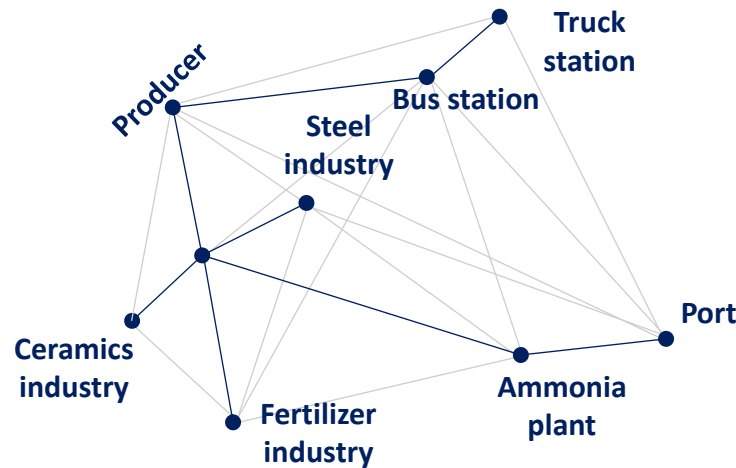 Truck
station
Producer
Bus station
Steel
industry
Port
Ceramics
industry
Ammonia
plant
Fertilizer
industry